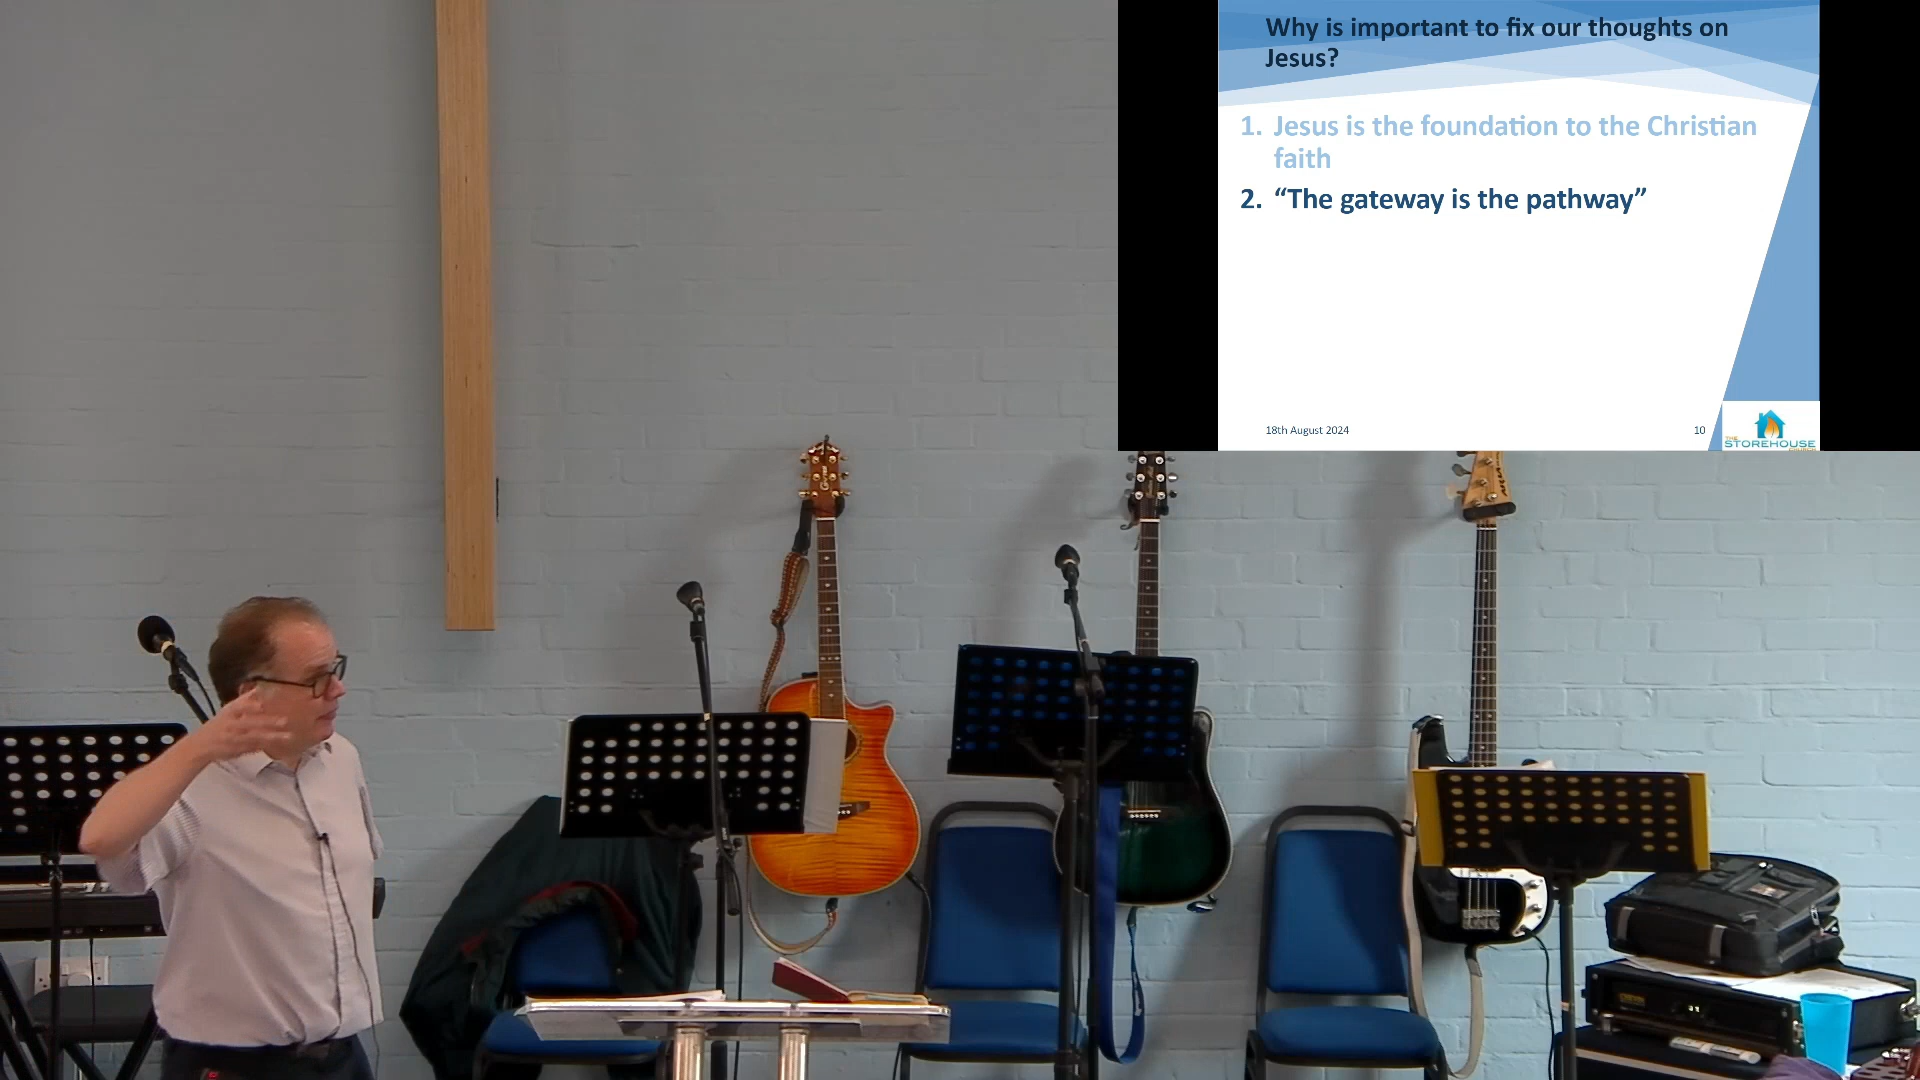 Why is important to fix our thoughts on
Jesus?
1. Jesus is the foundation to the Christian
faith
2. “The gateway is the pathway”
18th August 2024
10
THE
STOREHOUSE